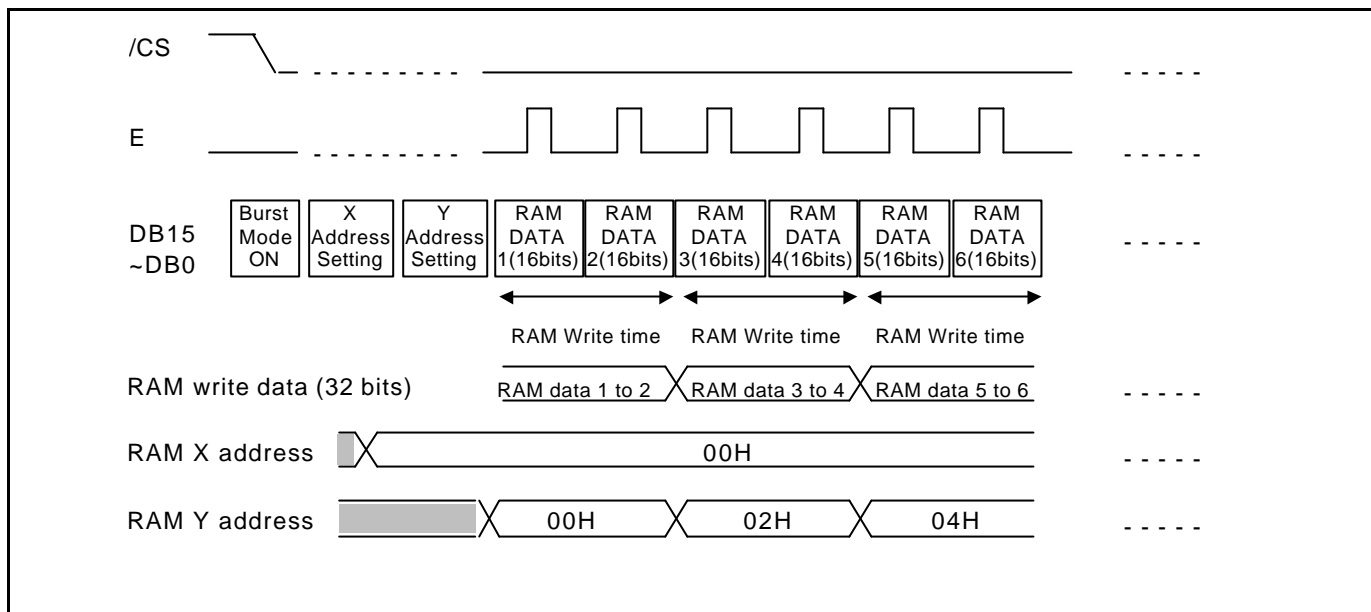 /CS
E
DB15
~DB0
Burst
Mode
ON
X
Address
Setting
Y
Address
Setting
RAM
DATA
1(16bits)
RAM
DATA
2(16bits)
RAM
DATA
3(16bits)
RAM
DATA
4(16bits)
RAM
DATA
5(16bits)
RAM
DATA
6(16bits)
RAM Write time
RAM Write time
RAM Write time
RAM write data (32 bits)
RAM data 1 to 2
RAM data 3 to 4
RAM data 5 to 6
RAM X address
00H
RAM Y address
00H
02H
04H